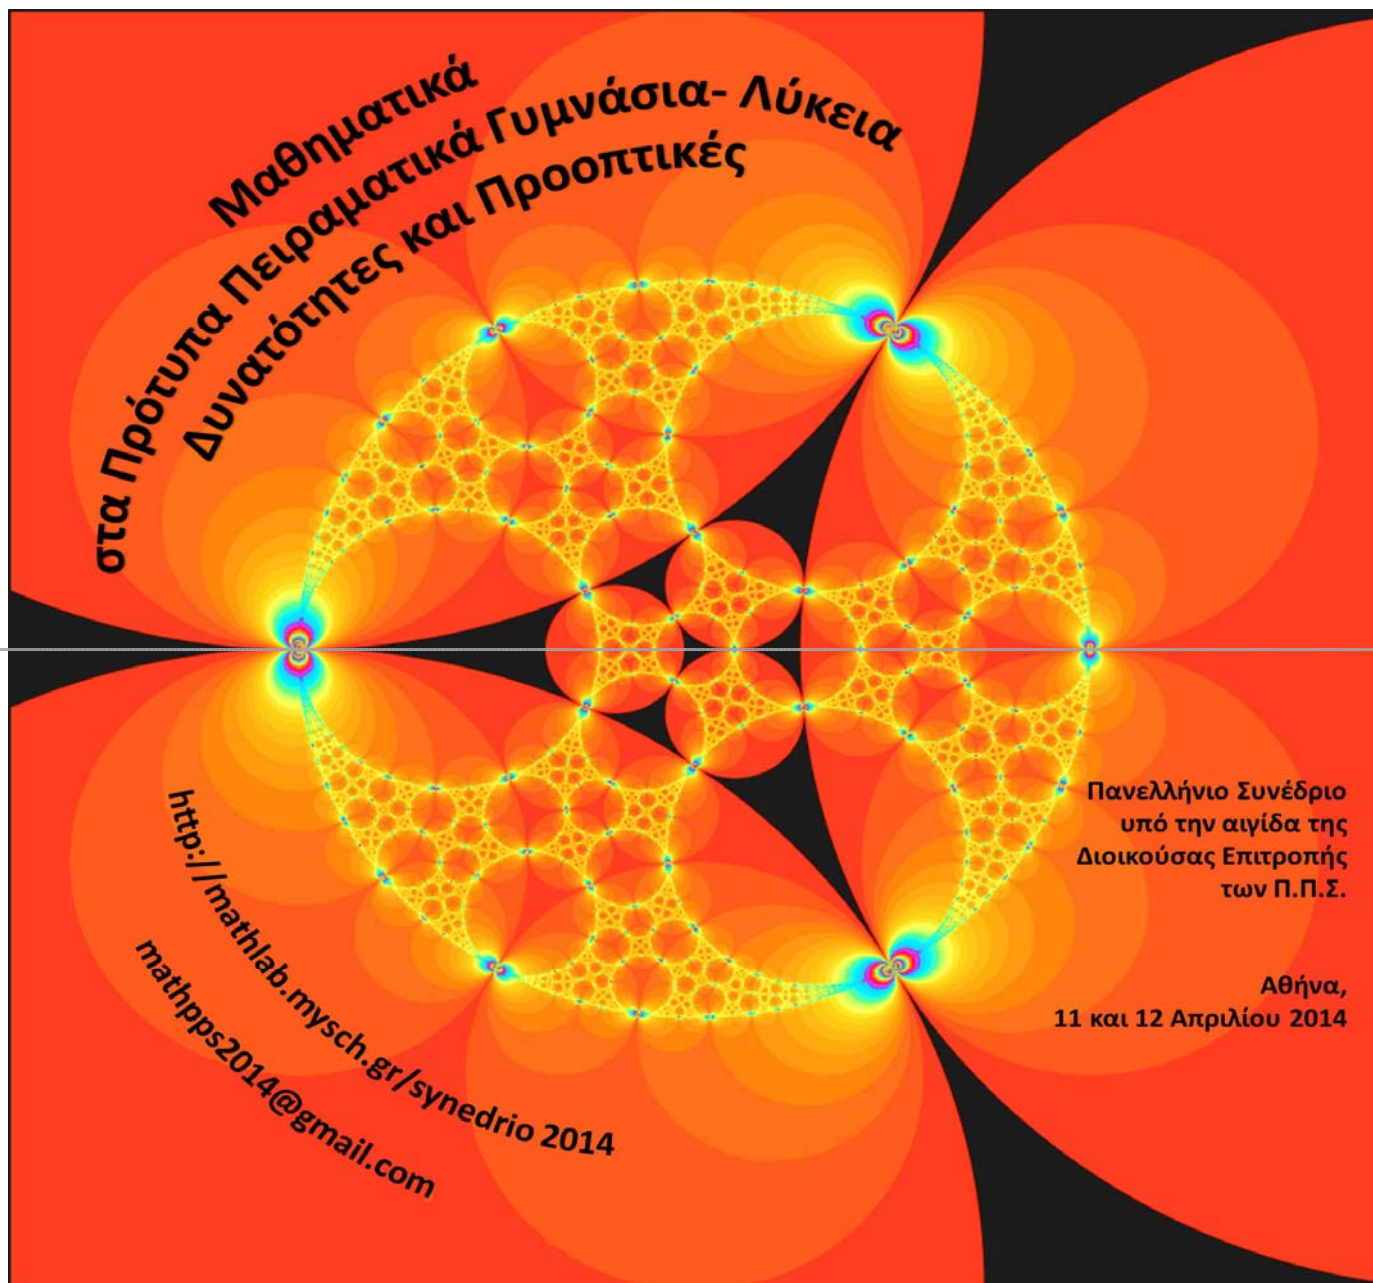 Μαθηματικά
στα Πρότυπα Πειραματικά Γυμνάσια- Λύκεια
Δυνατότητες και Προοπτικές
http://mathlab.mysch.gr/synedrio 2014
mathpps2014@gmail.com
Πανελλήνιο Συνέδριο
υπό την αιγίδα της
Διοικούσας Επιτροπής
των Π.Π.Σ.
Αθήνα,
11 και 12 Απριλίου 2014